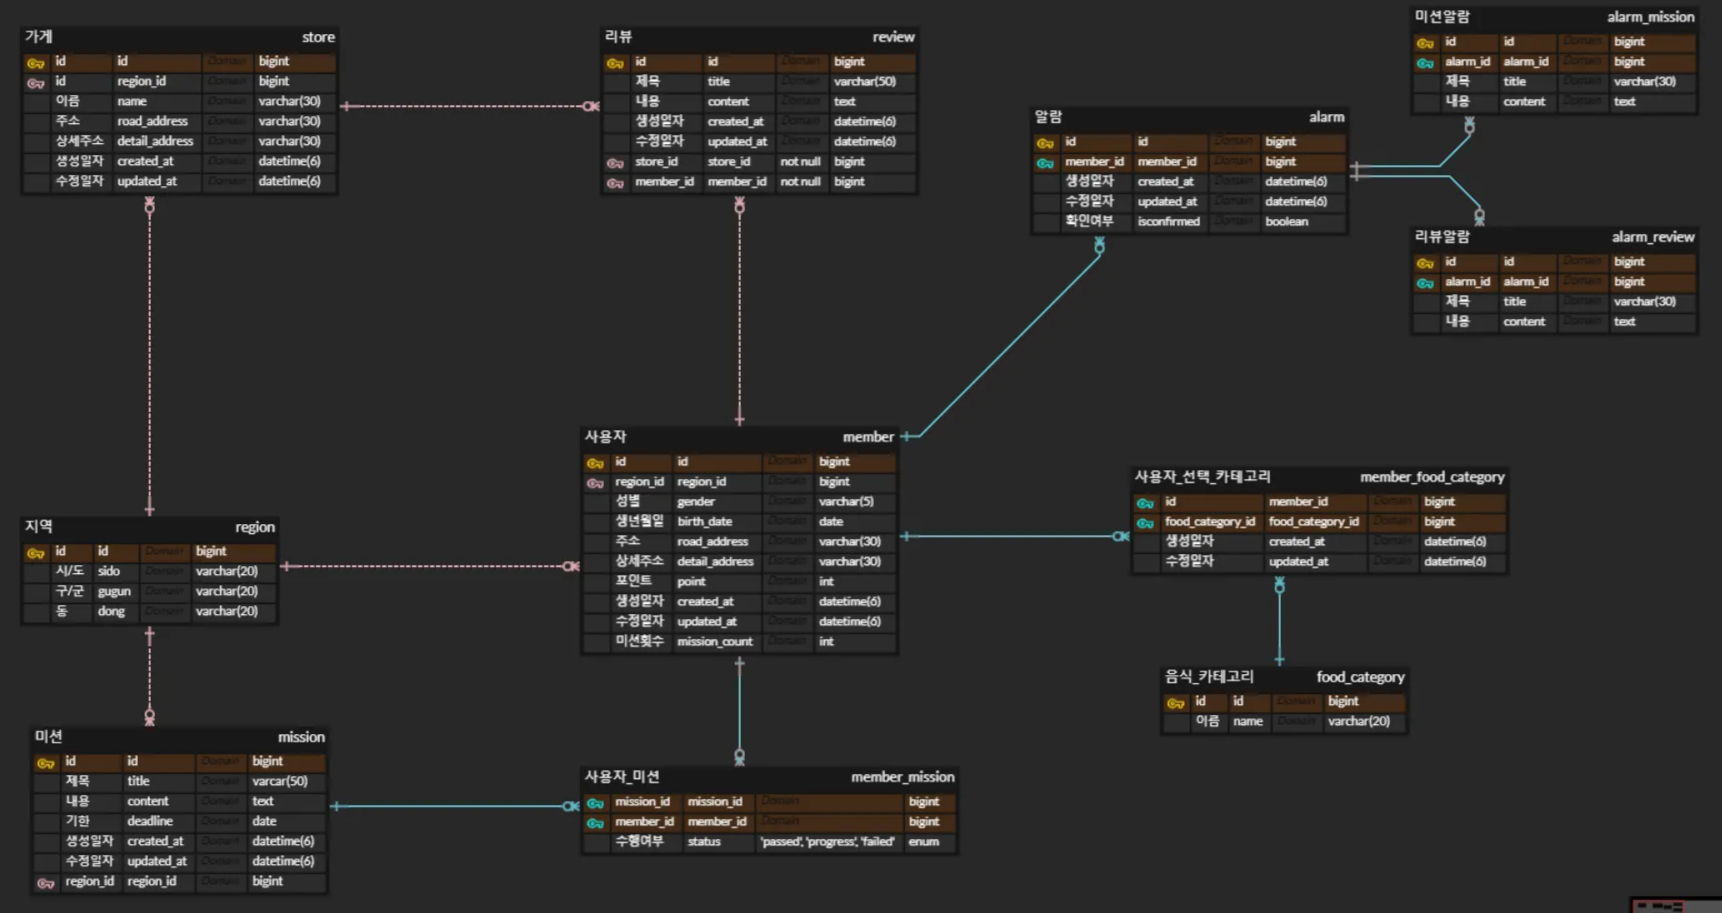 가게 store
id id Domain bigint
id region_id bigint
이름 name Domain varchar(30)
주소 road_address Domain varchar(30)
상세주소 detail_address Domain varchar(30)
생성일자 created_at Domain datetime(6)
수정일자 updated_at Domain datetime(6)
리뷰 review
id id Domain bigint
제목 title Domain varchar(50)
내용 content Domain text
생성일자 created_at Domain datetime(6)
수정일자 updated_at Domain datetime(6)
store_id store_id not null bigint
member_id member_id not null bigint
알람 alarm
id id Domain bigint
member_id member_id Domain bigint
생성일자 created_at Domain datetime(6)
수정일자 updated_at Domain datetime(6)
확인여부 isconfirmed Domain boolean
미션알람 alarm_mission
id id Domain bigint
alarm_id alarm_id Domain bigint
제목 title Domain varchar(30)
내용 content Domain text
리뷰알람 alarm_review
id id Domain bigint
alarm_id alarm_id Domain bigint
제목 title Domain varchar(30)
내용 content Domain text
지역 region
id id Domain bigint
시/도 sido Domain varchar(20)
구/군 gugun Domain varchar(20)
동 dong Domain varchar(20)
사용자 member
id id Domain bigint
region_id region_id Domain bigint
성별 gender Domain varchar(5)
생년월일 birth_date Domain date
주소 road_address Domain varchar(30)
상세주소 detail_address Domain varchar(30)
포인트 point Domain int
생성일자 created_at Domain datetime(6)
수정일자 updated_at Domain datetime(6)
미션횟수 mission_count Domain int
사용자_선택_카테고리 member_food_category
id member_id Domain bigint
food_category_id food_category_id Domain bigint
생성일자 created_at Domain datetime(6)
수정일자 updated_at Domain datetime(6)
음식_카테고리 food_category
id id Domain bigint
이름 name Domain varchar(20)
미션 mission
id id Domain bigint
제목 title Domain varcar(50)
내용 content Domain text
기한 deadline Domain date
생성일자 created_at Domain datetime(6)
수정일자 updated_at Domain datetime(6)
region_id region_id Domain bigint
사용자_미션 member_mission
mission_id mission_id Domain bigint
member_id member_id Domain bigint
수행여부 status 'passed', 'progress', 'failed' enum